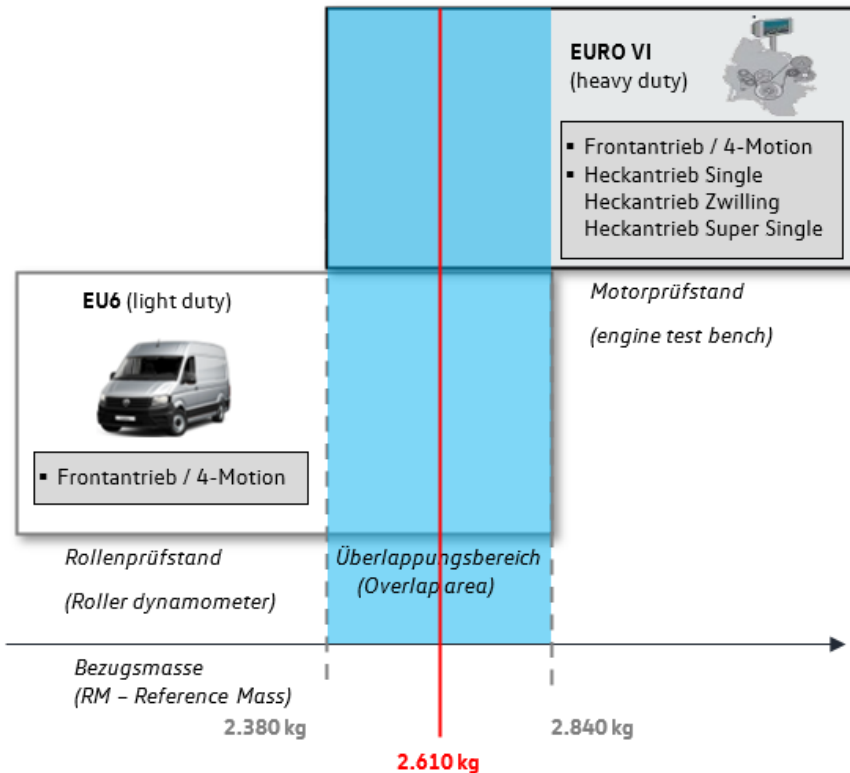 EURO VI
(heavy duty)
▪ Frontantrieb / 4-Motion
▪ Heckantrieb Single
Heckantrieb Zwilling
Heckantrieb Super Single
EU6 (light duty)
▪ Frontantrieb / 4-Motion
Motorprüfstand
(engine test bench)
Rollenprüfstand
(Roller dynamometer)
Überlappungsbereich
(Overlap area)
Bezugsmasse
(RM – Reference Mass)
2.380 kg
2.840 kg
2.610 kg